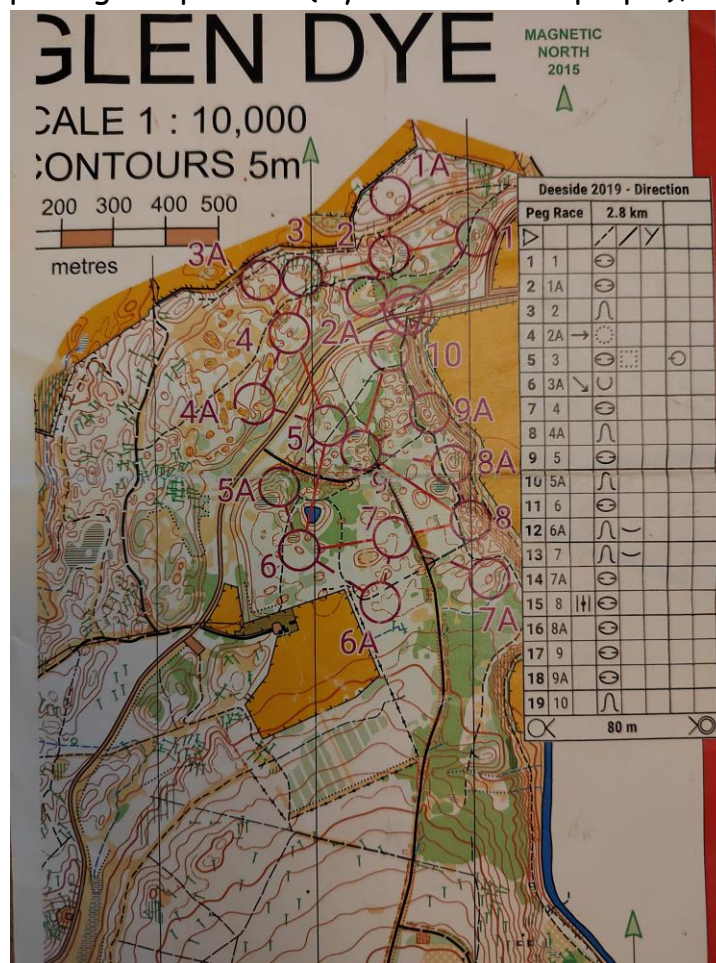 GLEN DYE
MAGNETIC
NORTH
2015
CALE 1 : 10,000
CONTOURS 5m
200 300 400 500
metres
1A
3
2
1
3A
4
2A
10
4A
9A
5
9
8A
5A
7
8
6
7A
6A
Deeside 2019 - Direction
Peg Race 2.8 km
1 1
2 1A
3 2
4 2A
5 3
6 3A
7 4
8 4A
9 5
10 5A
11 6
12 6A
13 7
14 7A
15 8
16 8A
17 9
18 9A
19 10
80 m